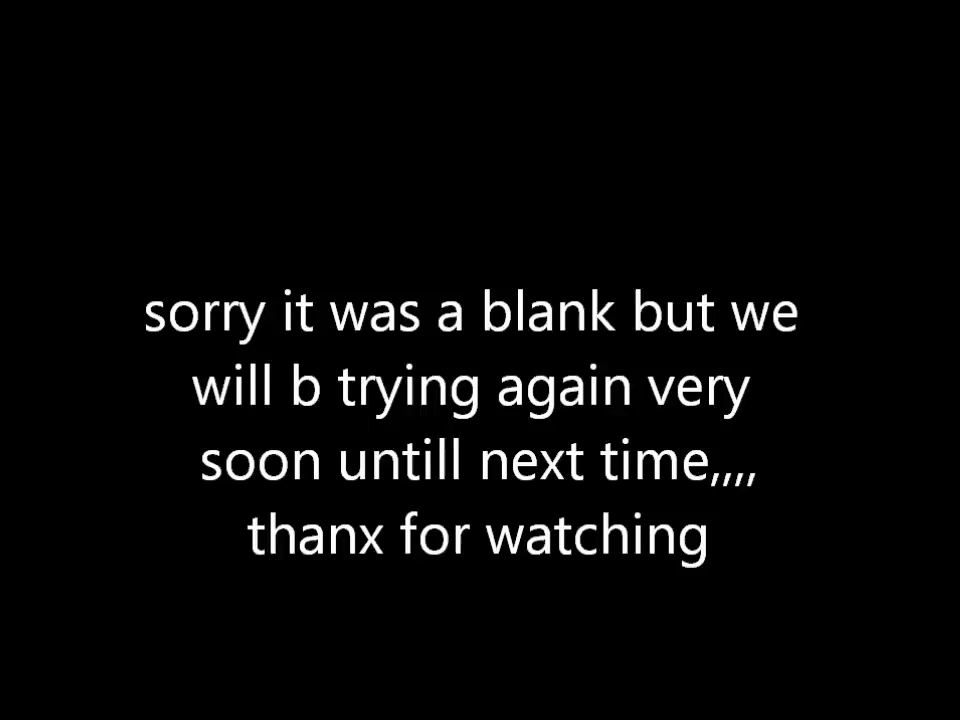 sorry it was a blank but we
will b trying again very
soon untill next time,,,,
thanx for watching